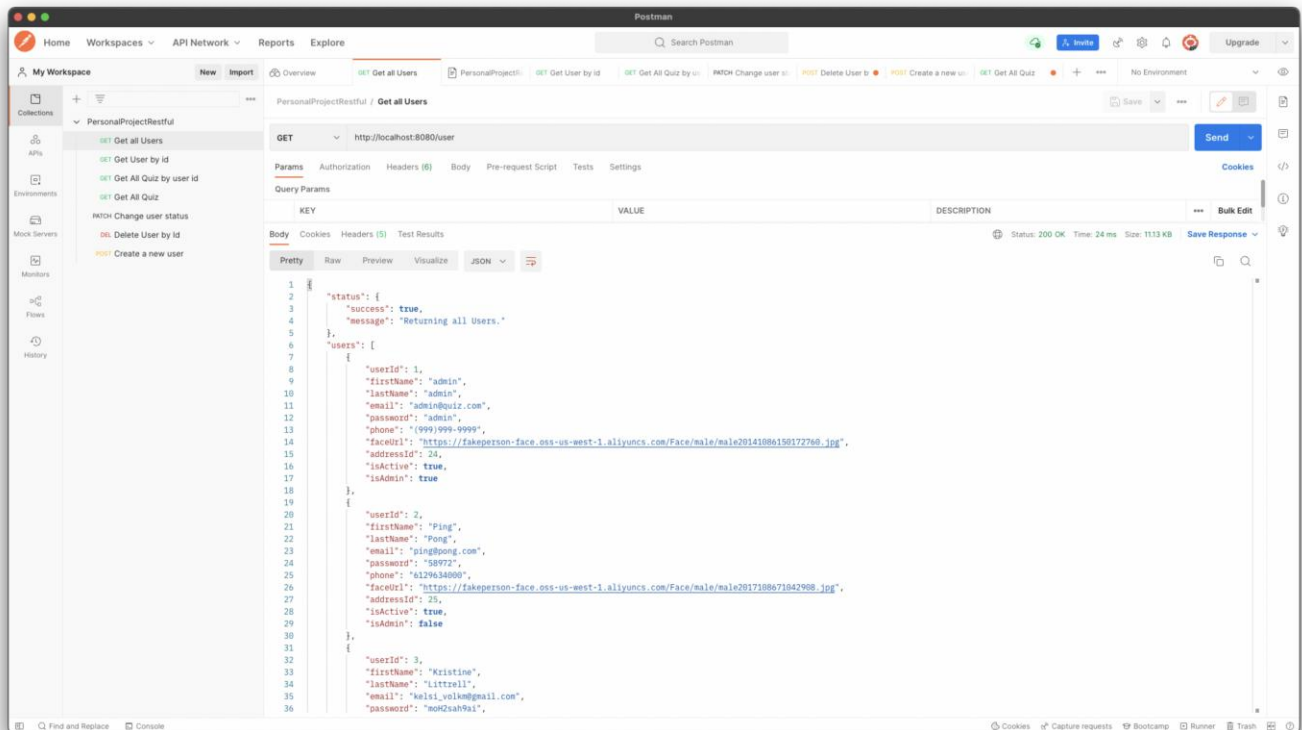 Postman
Home Workspaces API Network Reports Explore
Search Postman
Invite
Upgrade
My Workspace
New Import
Overview
GET Get all Users
PersonalProjectR
GET Get User by id
GET Get All Quiz by us
PATCH Change user st
POST Delete User b
POST Create a new us
GET Get All Quiz
No Environment
Collections
APIs
Environments
Mock Servers
Monitors
Flows
History
PersonalProjectRestful
GET Get all Users
GET Get User by id
GET Get All Quiz by user id
GET Get All Quiz
PATCH Change user status
DEL Delete User by Id
POST Create a new user
PersonalProjectRestful / Get all Users
Save
GET http://localhost:8080/user
Send
Params Authorization Headers (6) Body Pre-request Script Tests Settings
Cookies
Query Params
KEY VALUE DESCRIPTION
Bulk Edit
Body Cookies Headers (5) Test Results
Status: 200 OK Time: 24 ms Size: 11.13 KB Save Response
Pretty Raw Preview Visualize JSON
1 {
2 "status": {
3 "success": true,
4 "message": "Returning all Users."
5 },
6 "users": [
7 {
8 "userId": 1,
9 "firstName": "admin",
10 "lastName": "admin",
11 "email": "admin@quiz.com",
12 "password": "admin",
13 "phone": "(999)999-9999",
14 "faceUrl": "https://fakeperson-face.oss-us-west-1.aliyuncs.com/Face/male/male20141086150172760.jpg",
15 "addressId": 24,
16 "isActive": true,
17 "isAdmin": true
18 },
19 {
20 "userId": 2,
21 "firstName": "Ping",
22 "lastName": "Pong",
23 "email": "ping@pong.com",
24 "password": "58972",
25 "phone": "6129634000",
26 "faceUrl": "https://fakeperson-face.oss-us-west-1.aliyuncs.com/Face/male/male2017108671042908.jpg",
27 "addressId": 25,
28 "isActive": true,
29 "isAdmin": false
30 },
31 {
32 "userId": 3,
33 "firstName": "Kristine",
34 "lastName": "Littrell",
35 "email": "kelsi_volkm@gmail.com",
36 "password": "moH2sah9ai",
Find and Replace Console
Cookies Capture requests Bootcamp Runner Trash